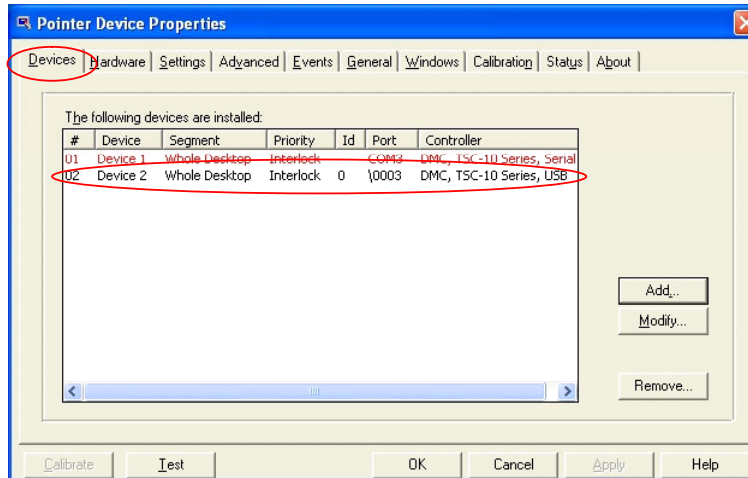 Pointer Device Properties
Devices Hardware Settings Advanced Events General Windows Calibration Status About
The following devices are installed:
# Device Segment Priority Id Port Controller
01 Device 1 Whole Desktop Interlock COM3 DMC, TSC-10 Series, Serial
02 Device 2 Whole Desktop Interlock 0 \0003 DMC, TSC-10 Series, USB
Add...
Modify...
Remove...
Calibrate Test OK Cancel Apply Help